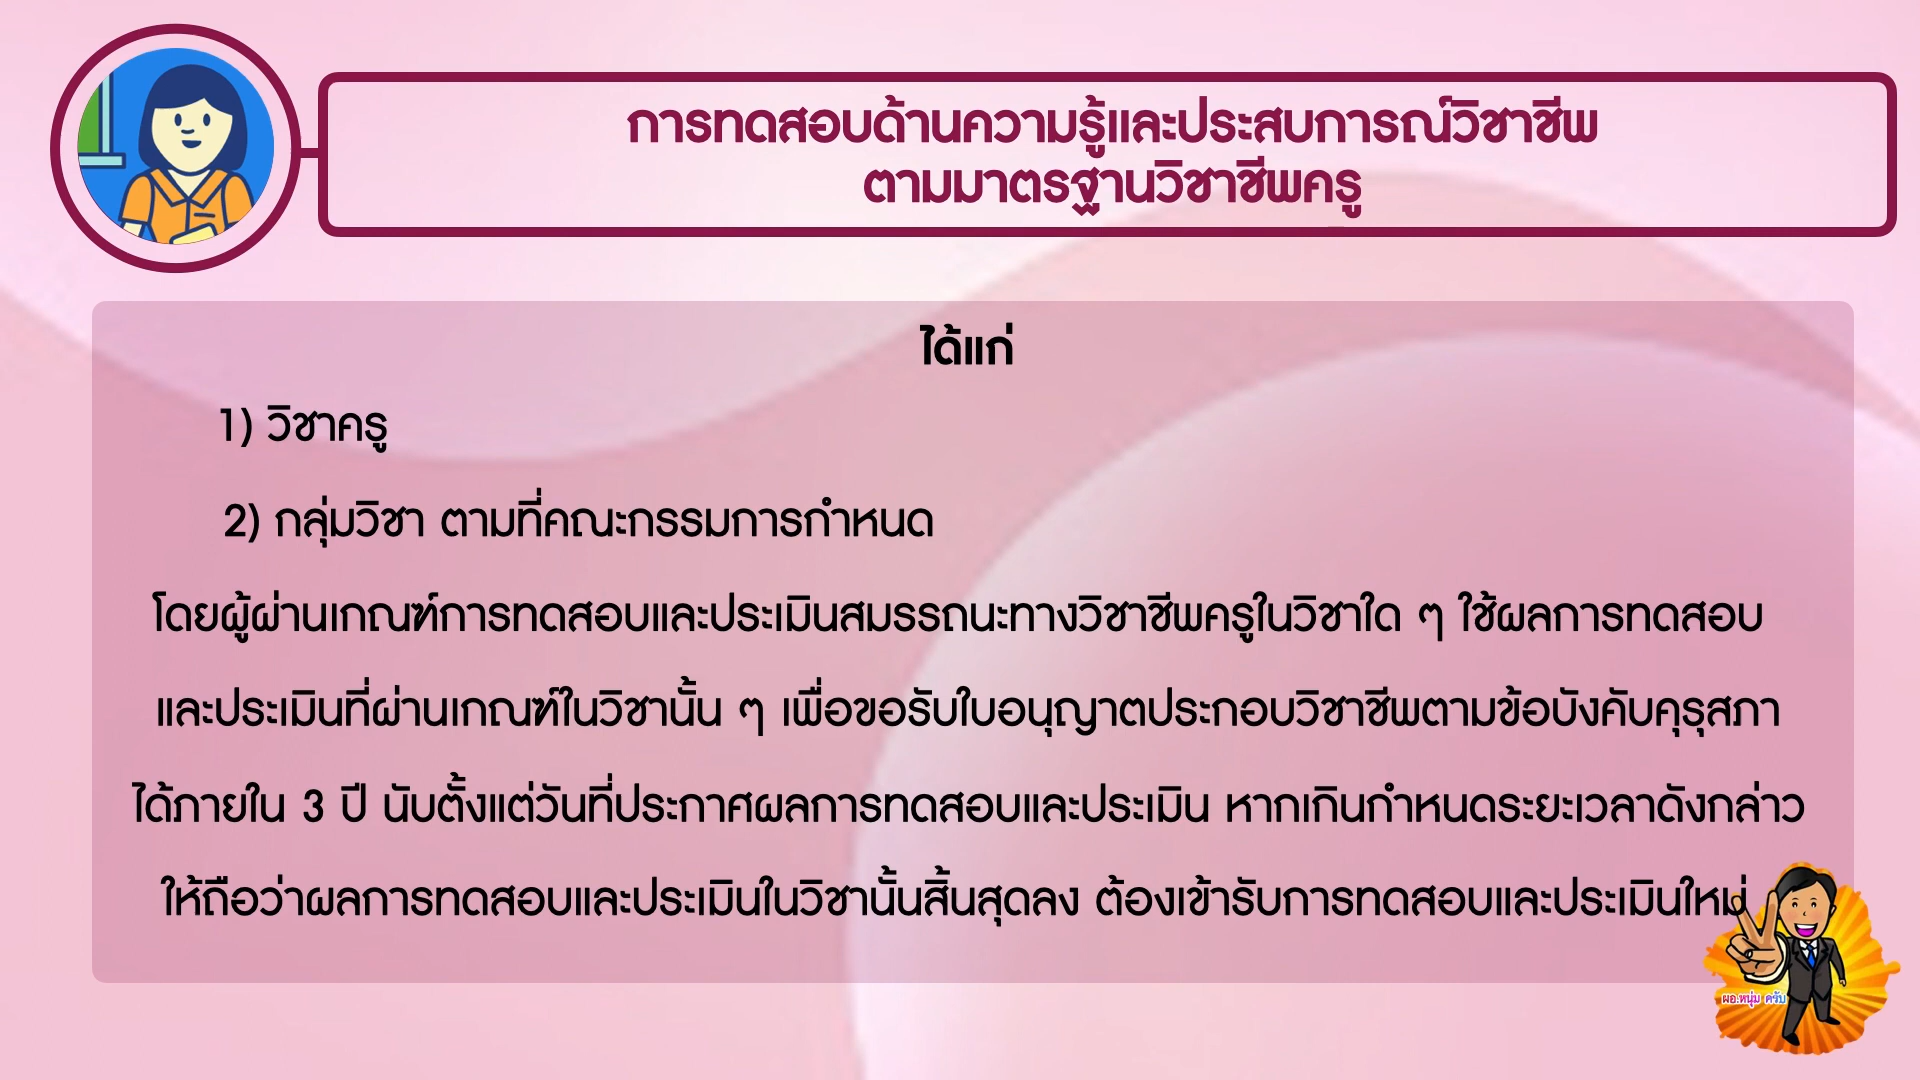 การทดสอบด้านความรู้และประสบการณ์วิชาชีพ
ตามมาตรฐานวิชาชีพครู
ได้แก่
1) วิชาครู
2) กลุ่มวิชา ตามที่คณะกรรมการกำหนด
โดยผู้ผ่านเกณฑ์การทดสอบและประเมินสมรรถนะทางวิชาชีพครูในวิชาใด ๆ ใช้ผลการทดสอบ
และประเมินที่ผ่านเกณฑ์ในวิชานั้น ๆ เพื่อขอรับใบอนุญาตประกอบวิชาชีพตามข้อบังคับคุรุสภา
ได้ภายใน 3 ปี นับตั้งแต่วันที่ประกาศผลการทดสอบและประเมิน หากเกินกำหนดระยะเวลาดังกล่าว
ให้ถือว่าผลการทดสอบและประเมินในวิชานั้นสิ้นสุดลง ต้องเข้ารับการทดสอบและประเมินใหม่
ผอ.หนุ่ม ครับ